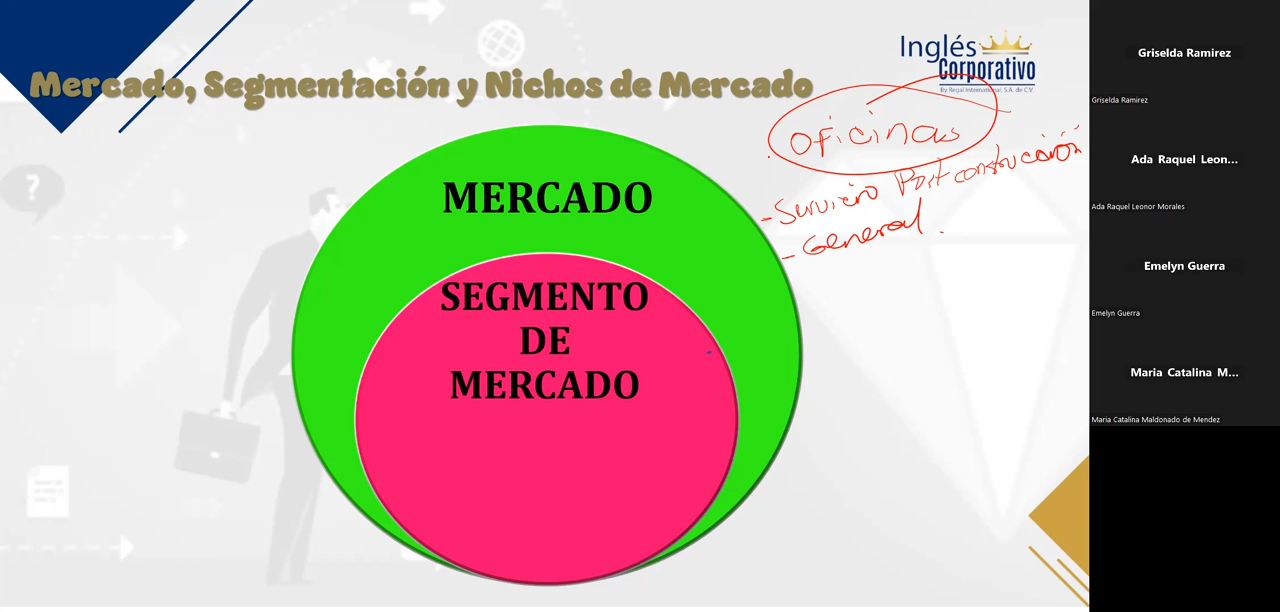 Mercado, Segmentación y Nichos de Mercado
Inglés
Corporativo
By Regal International, S.A. de C.V.
oficinas
- Servicio Postconstrucción
- General.
MERCADO
SEGMENTO
DE
MERCADO
?
Griselda Ramirez
Griselda Ramirez
Ada Raquel Leon...
Ada Raquel Leonor Morales
Emelyn Guerra
Emelyn Guerra
Maria Catalina M...
Maria Catalina Maldonado de Mendez